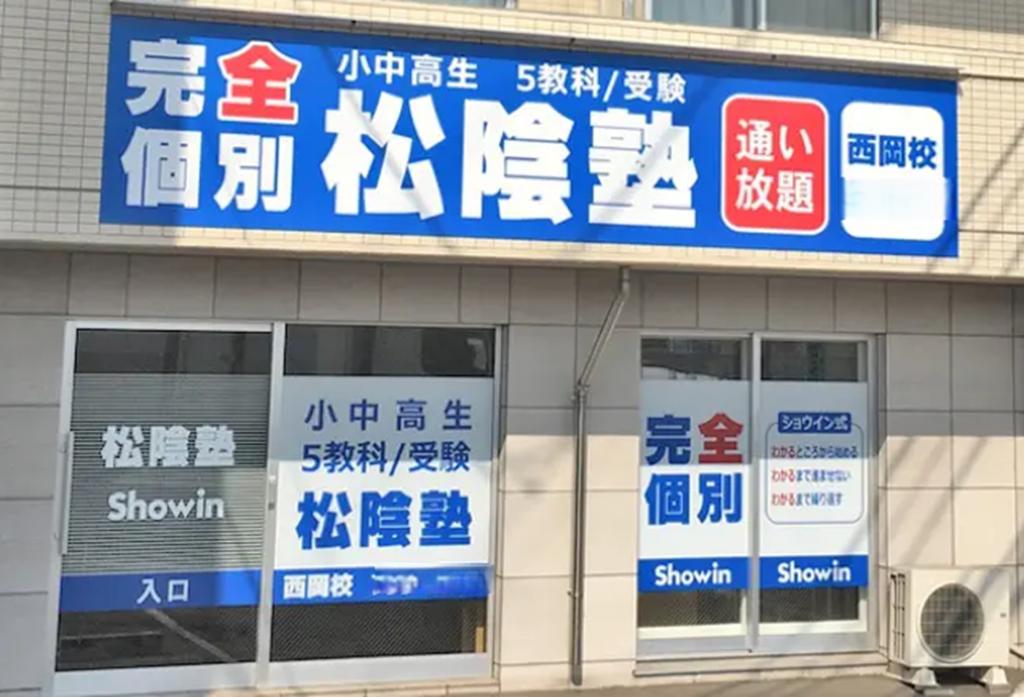 完全
個別
小中高生 5教科/受験
松陰塾
通い
放題
西岡校
松陰塾
Showin
入口
小中高生
5教科/受験
松陰塾
西岡校
完全
個別
Showin
ショウイン式
わかるところから始める
わかるまで進ませない
わかるまで繰り返す
Showin